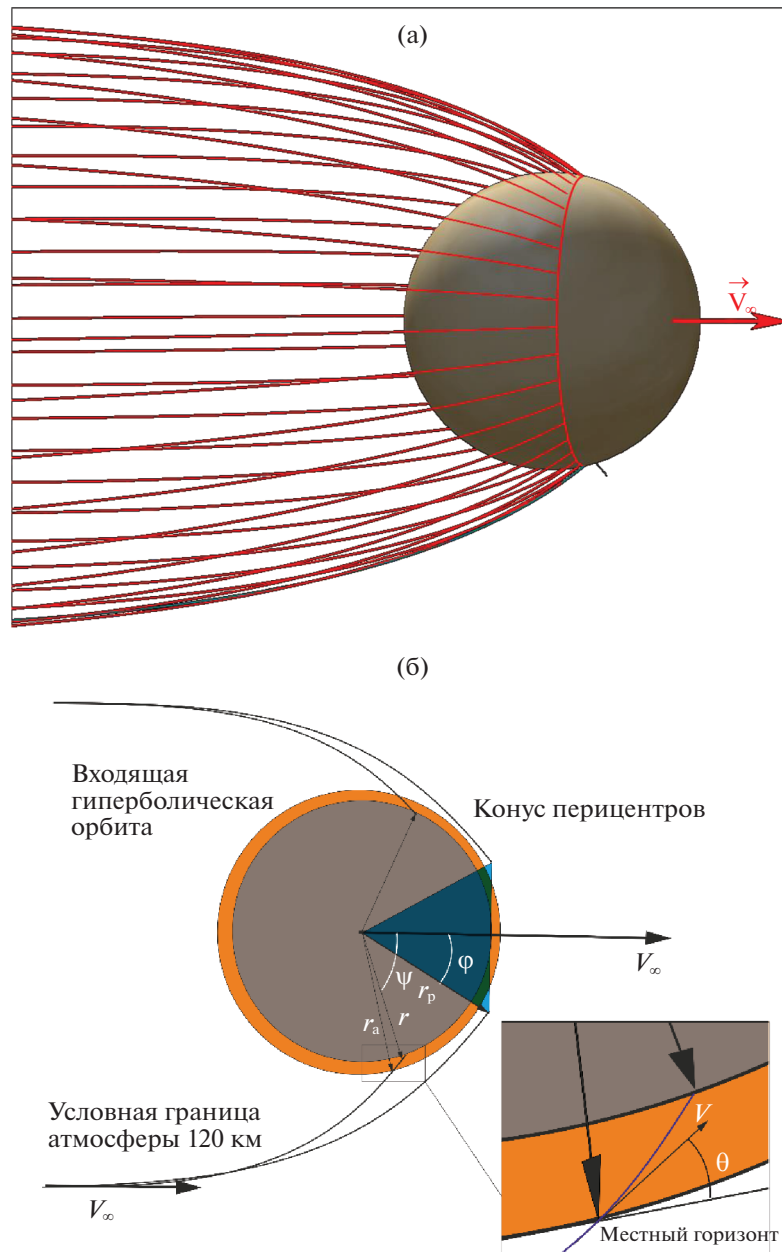 (а)
V∞
(б)
Входящая
гиперболическая
орбита
Конус перицентров
V∞
ψ
φ
rp
ra
r
Условная граница
атмосферы 120 км
V∞
V
θ
Местный горизонт